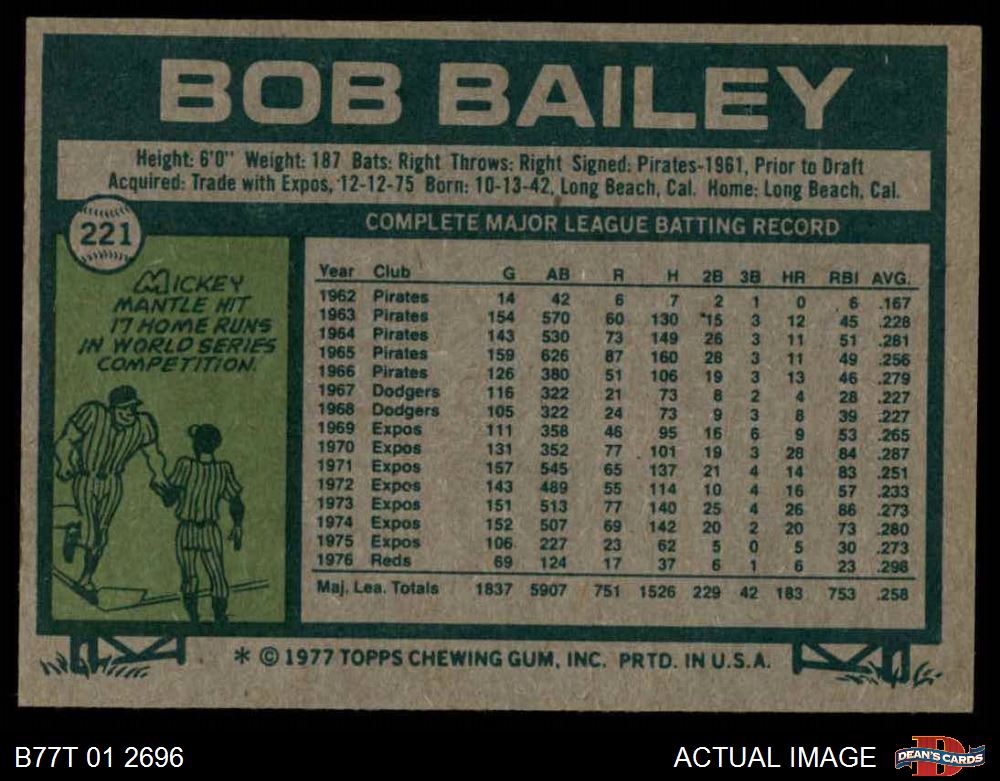 BOB BAILEY
Height: 6'0" Weight: 187 Bats: Right Throws: Right Signed: Pirates-1961, Prior to Draft
Acquired: Trade with Expos, 12-12-75 Born: 10-13-42, Long Beach, Cal. Home: Long Beach, Cal.
221
COMPLETE MAJOR LEAGUE BATTING RECORD
MICKEY
MANTLE HIT
17 HOME RUNS
IN WORLD SERIES
COMPETITION.
Year Club G AB R H 2B 3B HR RBI AVG.
1962 Pirates 14 42 6 7 2 1 0 6 .167
1963 Pirates 154 570 60 130 *15 3 12 45 .228
1964 Pirates 143 530 73 149 26 3 11 51 .281
1965 Pirates 159 626 87 160 28 3 11 49 .256
1966 Pirates 126 380 51 106 19 3 13 46 .279
1967 Dodgers 116 322 21 73 8 2 4 28 .227
1968 Dodgers 105 322 24 73 9 3 8 39 .227
1969 Expos 111 358 46 95 16 6 9 53 .265
1970 Expos 131 352 77 101 19 3 28 84 .287
1971 Expos 157 545 65 137 21 4 14 83 .251
1972 Expos 143 489 55 114 10 4 16 57 .233
1973 Expos 151 513 77 140 25 4 26 86 .273
1974 Expos 152 507 69 142 20 2 20 73 .280
1975 Expos 106 227 23 62 5 0 5 30 .273
1976 Reds 69 124 17 37 6 1 6 23 .298
Maj. Lea. Totals 1837 5907 751 1526 229 42 183 753 .258
* © 1977 TOPPS CHEWING GUM, INC. PRTD. IN U.S.A.
B77T 01 2696
ACTUAL IMAGE
D
DEAN'S CARDS